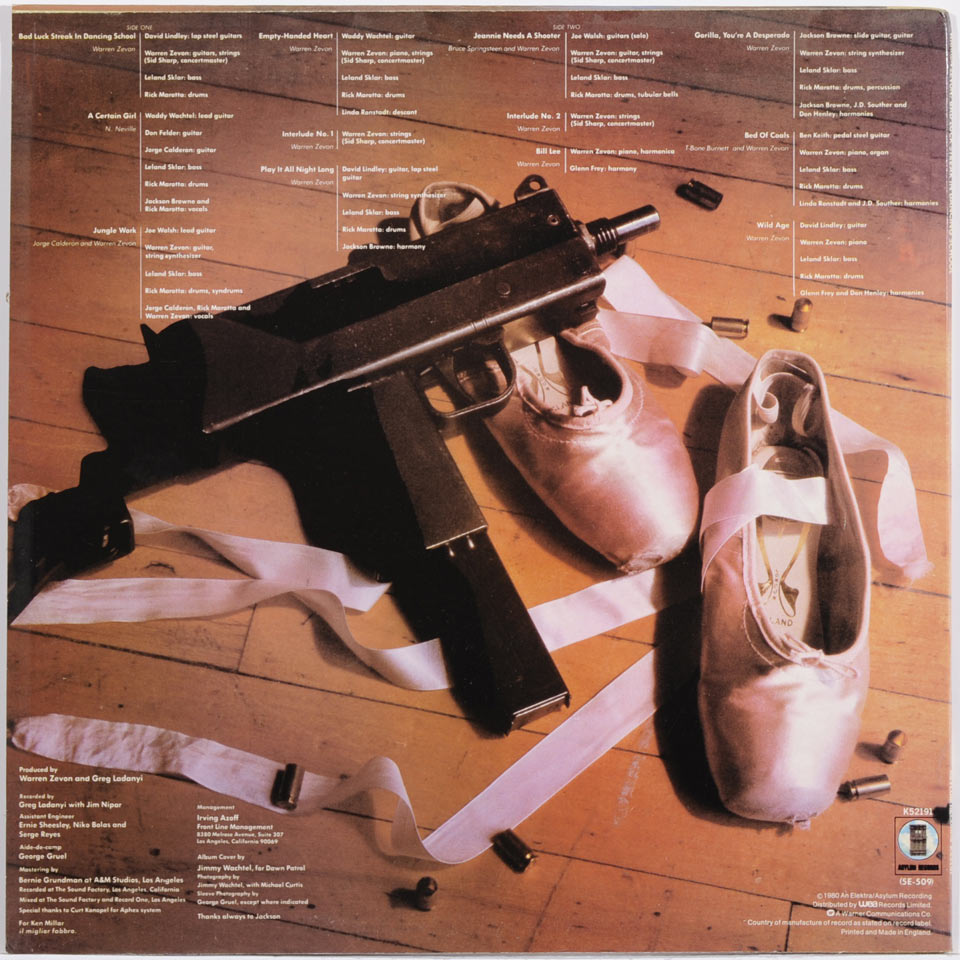 SIDE ONE
Bad Luck Streak In Dancing School
Warren Zevon
David Lindley: lap steel guitars
Warren Zevon: guitars, strings
(Sid Sharp, concertmaster)
Leland Sklar: bass
Rick Marotta: drums
A Certain Girl
N. Neville
Waddy Wachtel: lead guitar
Don Felder: guitar
Jorge Calderon: guitar
Leland Sklar: bass
Rick Marotta: drums
Jackson Browne and
Rick Marotta: vocals
Jungle Work
Jorge Calderon and Warren Zevon
Joe Walsh: lead guitar
Warren Zevon: guitar,
string synthesizer
Leland Sklar: bass
Rick Marotta: drums, syndrums
Jorge Calderon, Rick Marotta and
Warren Zevon: vocals
Empty-Handed Heart
Warren Zevon
Waddy Wachtel: guitar
Warren Zevon: piano, strings
(Sid Sharp, concertmaster)
Leland Sklar: bass
Rick Marotta: drums
Linda Ronstadt: descant
Interlude No. 1
Warren Zevon
Warren Zevon: strings
(Sid Sharp, concertmaster)
Play It All Night Long
Warren Zevon
David Lindley: guitar, lap steel
guitar
Warren Zevon: string synthesizer
Leland Sklar: bass
Rick Marotta: drums
Jackson Browne: harmony
SIDE TWO
Jeannie Needs A Shooter
Bruce Springsteen and Warren Zevon
Joe Walsh: guitars (solo)
Warren Zevon: guitar, strings
(Sid Sharp, concertmaster)
Leland Sklar: bass
Rick Marotta: drums, tubular bells
Interlude No. 2
Warren Zevon
Warren Zevon: strings
(Sid Sharp, concertmaster)
Bill Lee
Warren Zevon
Warren Zevon: piano, harmonica
Glenn Frey: harmony
Gorilla, You're A Desperado
Warren Zevon
Jackson Browne: slide guitar, guitar
Warren Zevon: string synthesizer
Leland Sklar: bass
Rick Marotta: drums, percussion
Jackson Browne, J.D. Souther and
Don Henley: harmonies
Bed Of Coals
T-Bone Burnett and Warren Zevon
Ben Keith: pedal steel guitar
Warren Zevon: piano, organ
Leland Sklar: bass
Rick Marotta: drums
Linda Ronstadt and J.D. Souther: harmonies
Wild Age
Warren Zevon
David Lindley: guitar
Warren Zevon: piano
Leland Sklar: bass
Rick Marotta: drums
Glenn Frey and Don Henley: harmonies
LAND
Produced by
Warren Zevon and Greg Ladanyi
Recorded by
Greg Ladanyi with Jim Nipar
Assistant Engineer
Ernie Sheesley, Niko Bolas and
Serge Reyes
Aide-de-camp
George Gruel
Mastering by
Bernie Grundman at A&M Studios, Los Angeles
Recorded at The Sound Factory, Los Angeles, California
Mixed at The Sound Factory and Record One, Los Angeles
Special thanks to Curt Knoppel for Aphex system
For Ken Millar
il miglior fabbro.
Management
Irving Azoff
Front Line Management
8380 Melrose Avenue, Suite 307
Los Angeles, California 90069
Album Cover by
Jimmy Wachtel, for Dawn Patrol
Photography by
Jimmy Wachtel, with Michael Curtis
Sleeve Photography by
George Gruel, except where indicated
Thanks always to Jackson
K52191
ASYLUM RECORDS
(5E-509)
© 1980 An Elektra/Asylum Recording
Distributed by wea Records Limited.
A Warner Communications Co.
Country of manufacture of record as stated on record label.
Printed and Made in England.